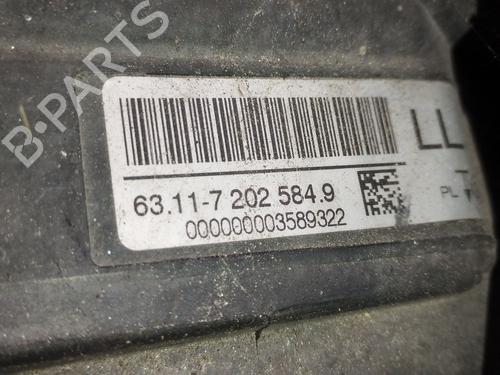 B-PARTS
LL
63.11-7 202 584.9
PL
000000003589322